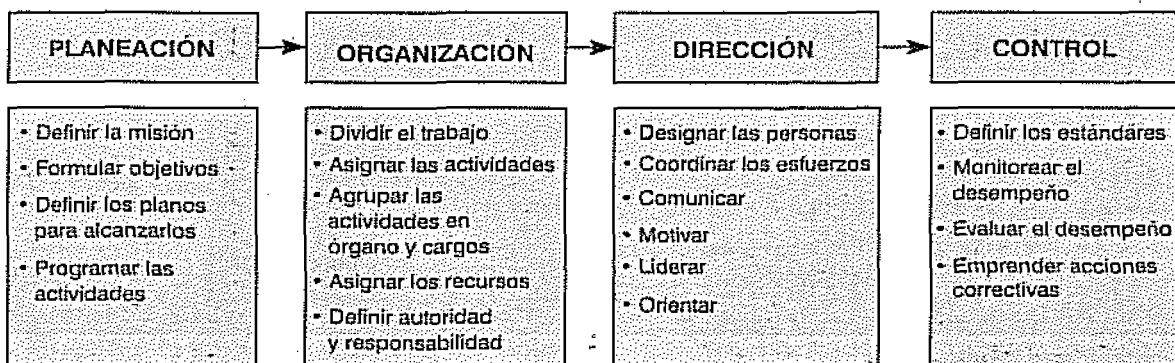 PLANEACIÓN
ORGANIZACIÓN
DIRECCIÓN
CONTROL
• Definir la misión
• Formular objetivos
• Definir los planos
para alcanzarlos
• Programar las
actividades
• Dividir el trabajo
• Asignar las actividades
• Agrupar las
actividades en
órgano y cargos
• Asignar los recursos
• Definir autoridad
y responsabilidad
• Designar las personas
• Coordinar los esfuerzos
• Comunicar
• Motivar
• Liderar
• Orientar
• Definir los estándares
• Monitorear el
desempeño
• Evaluar el desempeño
• Emprender acciones
correctivas